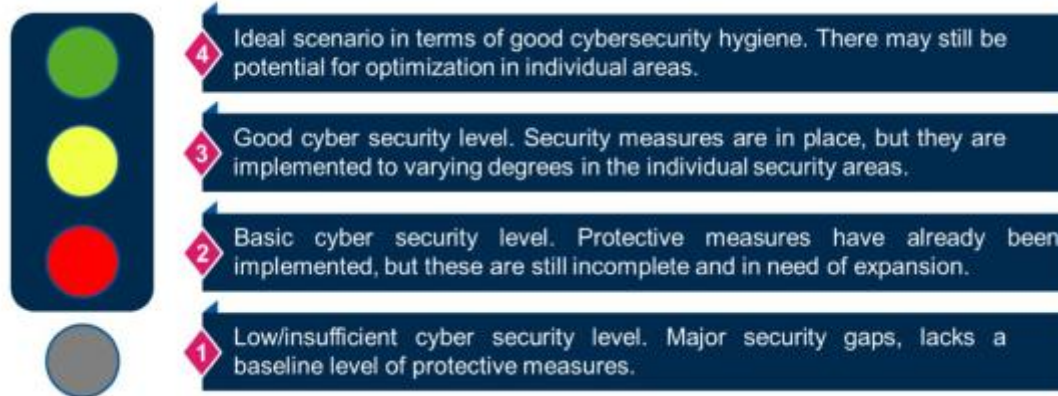 4
Ideal scenario in terms of good cybersecurity hygiene. There may still be
potential for optimization in individual areas.
3
Good cyber security level. Security measures are in place, but they are
implemented to varying degrees in the individual security areas.
2
Basic cyber security level. Protective measures have already been
implemented, but these are still incomplete and in need of expansion.
1
Low/insufficient cyber security level. Major security gaps, lacks a
baseline level of protective measures.